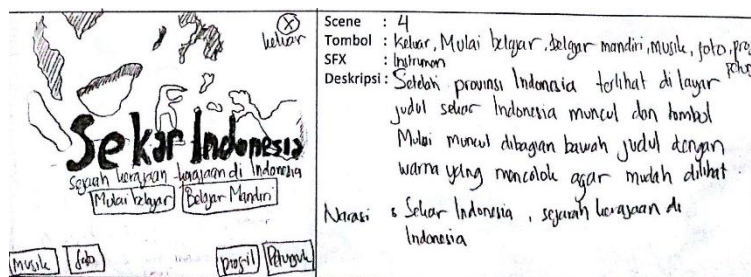 keluar
Sekar Indonesia
Sejarah kerajaan - kerajaan di Indonesia
Mulai belajar
Belajar Mandiri
musik
foto
profil
Petunjuk
Scene : 4
Tombol : Keluar, Mulai belajar, belajar mandiri, musik, foto,
SFX : Instrumen
Deskripsi : Setelah provinsi Indonesia terlihat di layar
judul sekar Indonesia muncul dan tombol
Mulai muncul dibagian bawah judul dengan
warna yang mencolok agar mudah dilihat.
Narasi : Sekar Indonesia, sejarah kerajaan di
Indonesia